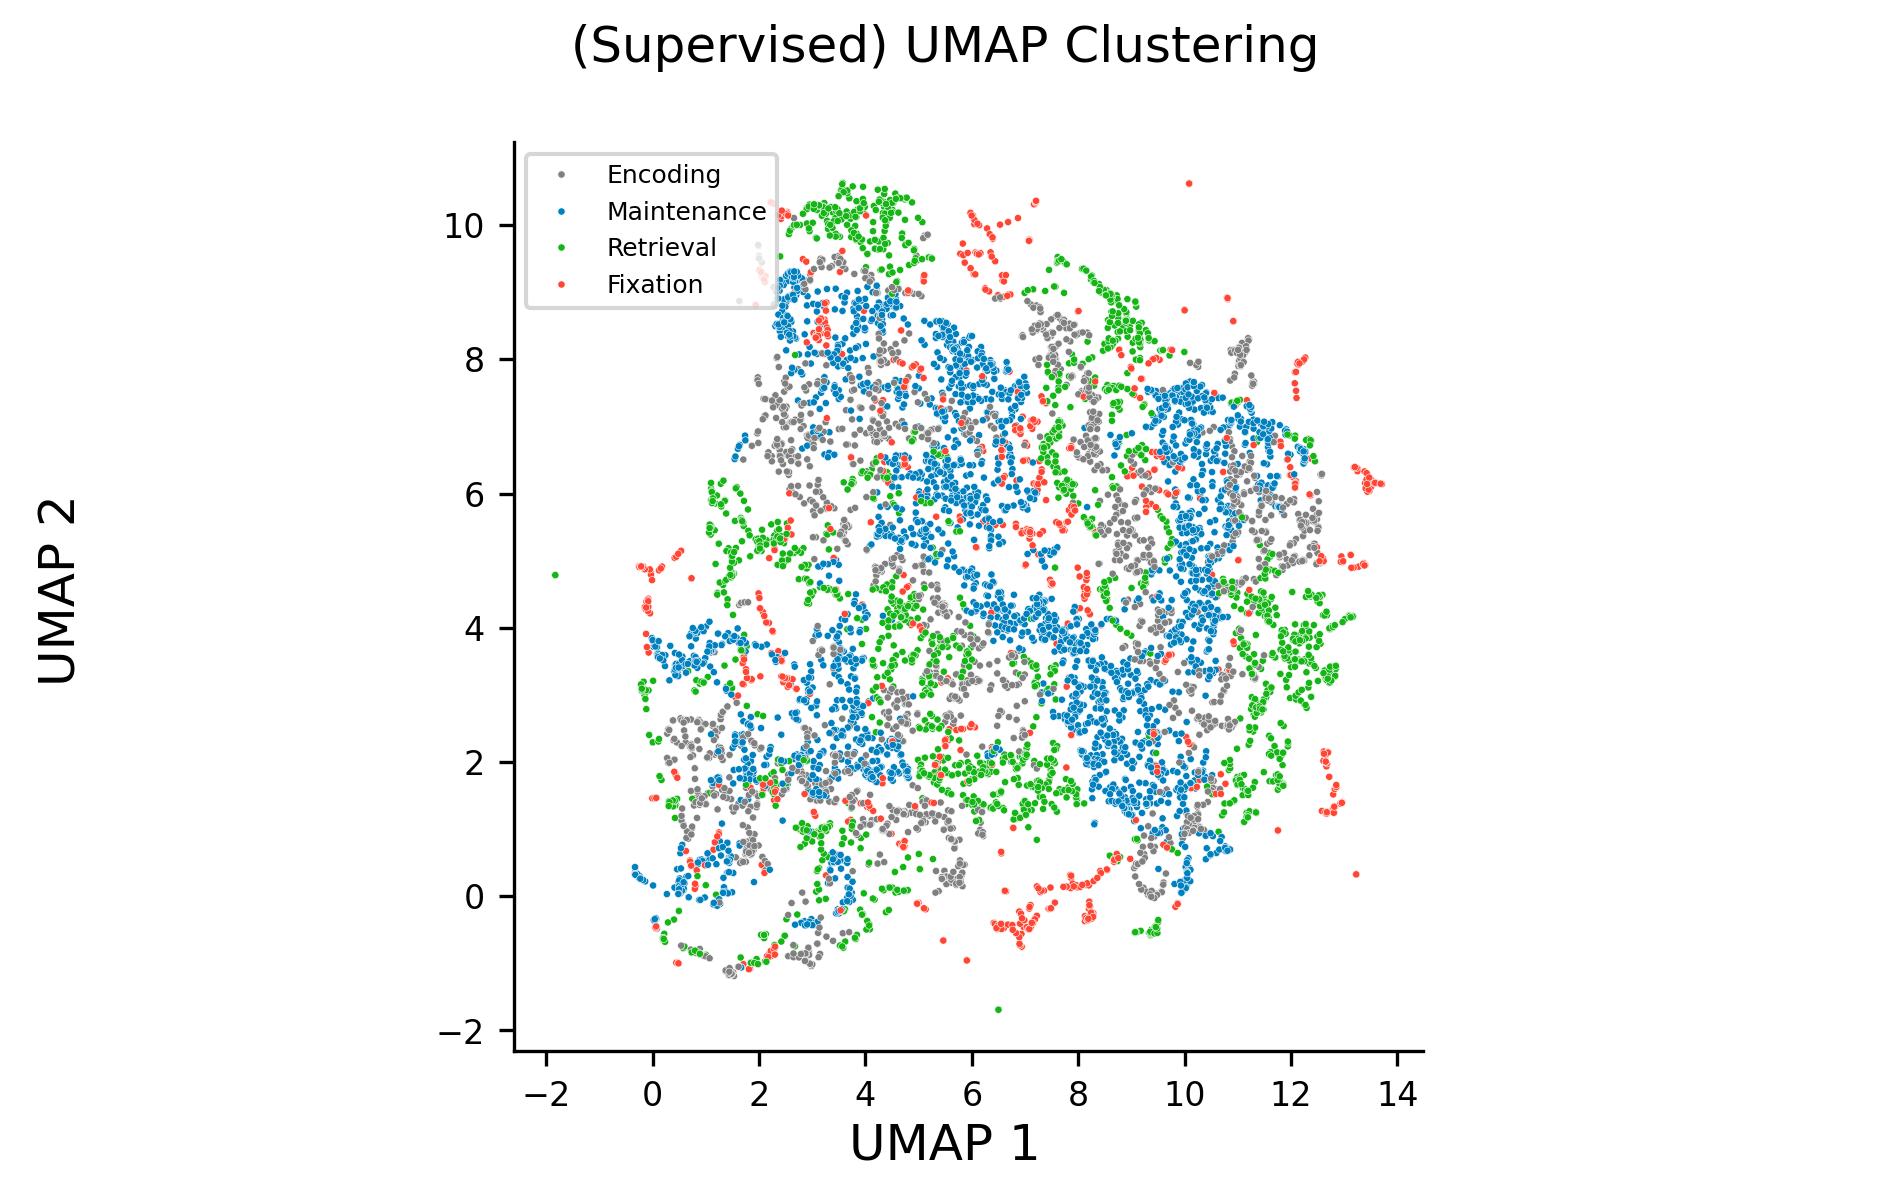 (Supervised) UMAP Clustering
Encoding
Maintenance
Retrieval
Fixation
10
8
6
4
2
0
−2
UMAP 2
−2 0 2 4 6 8 10 12 14
UMAP 1